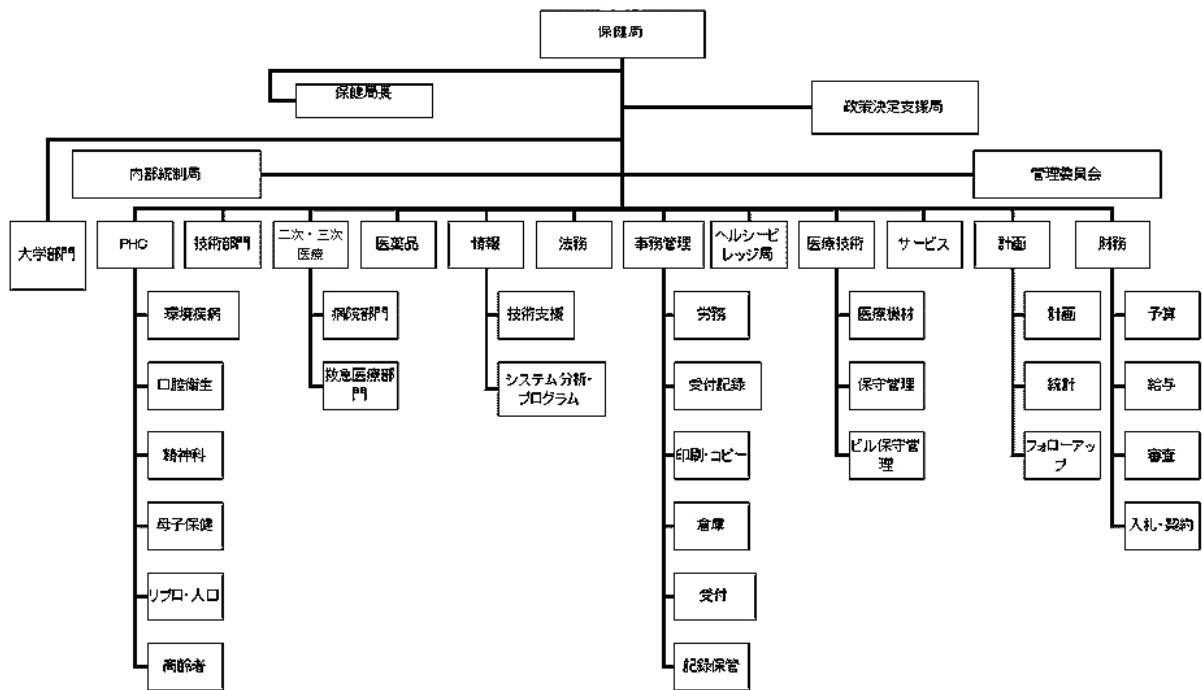 保健局
保健局長
政策決定支援局
内部統制局
管理委員会
大学部門
PHC
技術部門
二次・三次
医療
医薬品
情報
法務
事務管理
ヘルシービ
レッジ局
医療技術
サービス
計画
財務
環境疾病
口腔衛生
精神科
母子保健
リプロ・人口
高齢者
病院部門
救急医療部
門
技術支援
システム分析・
プログラム
労務
受付記録
印刷・コピー
倉庫
受付
記録保管
医療機材
保守管理
ビル保守管
理
計画
統計
フォローアッ
プ
予算
給与
審査
入札・契約